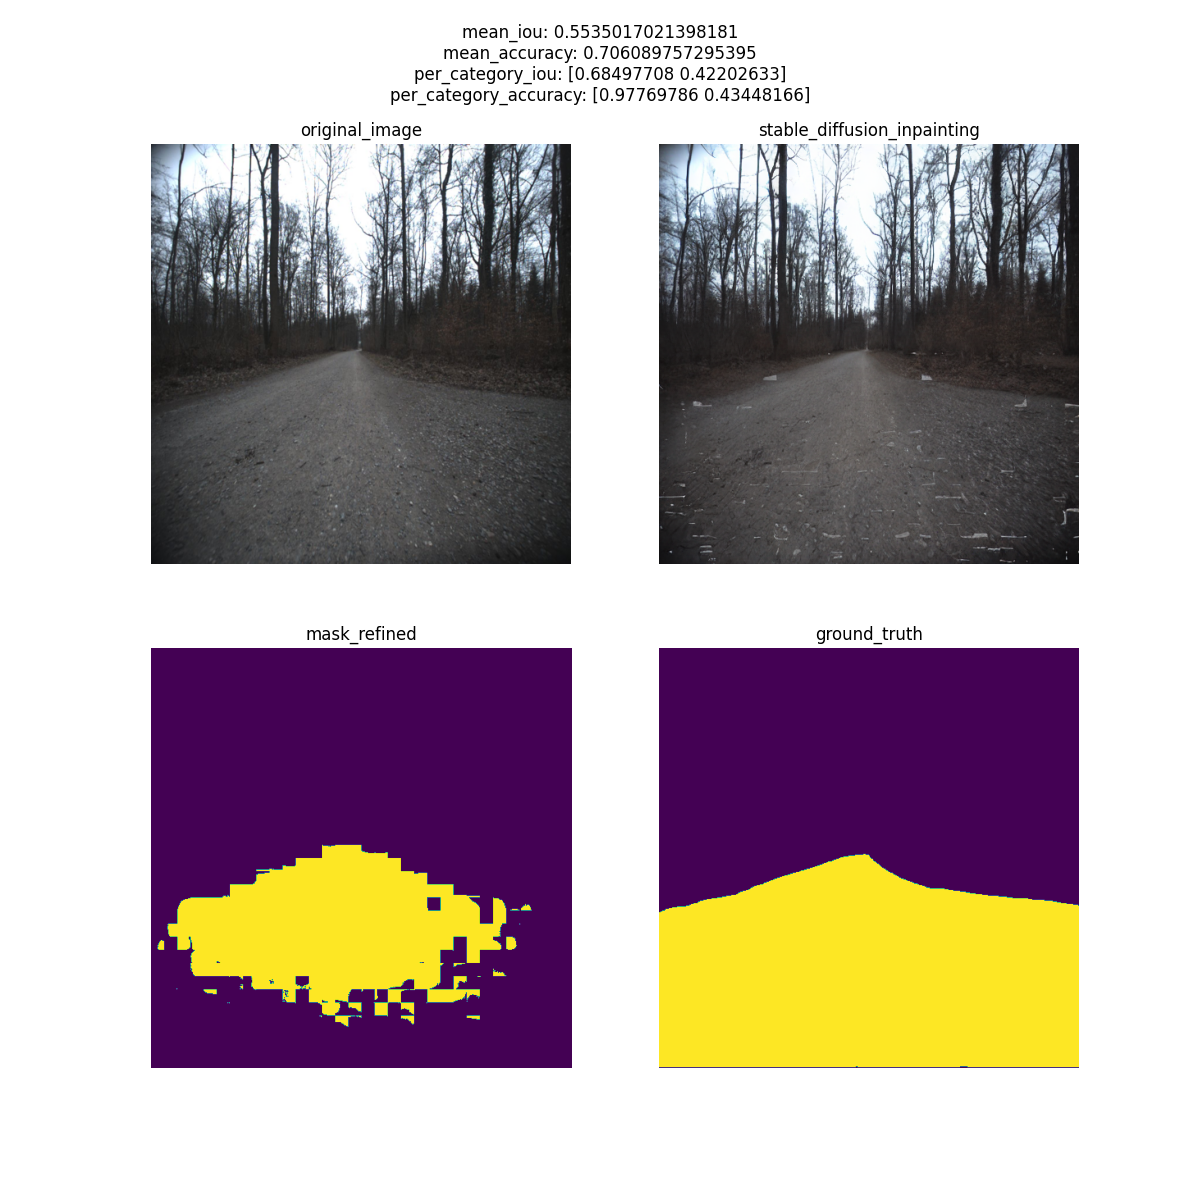 mean_iou: 0.5535017021398181
mean_accuracy: 0.706089757295395
per_category_iou: [0.68497708 0.42202633]
per_category_accuracy: [0.97769786 0.43448166]
original_image
stable_diffusion_inpainting
mask_refined
ground_truth